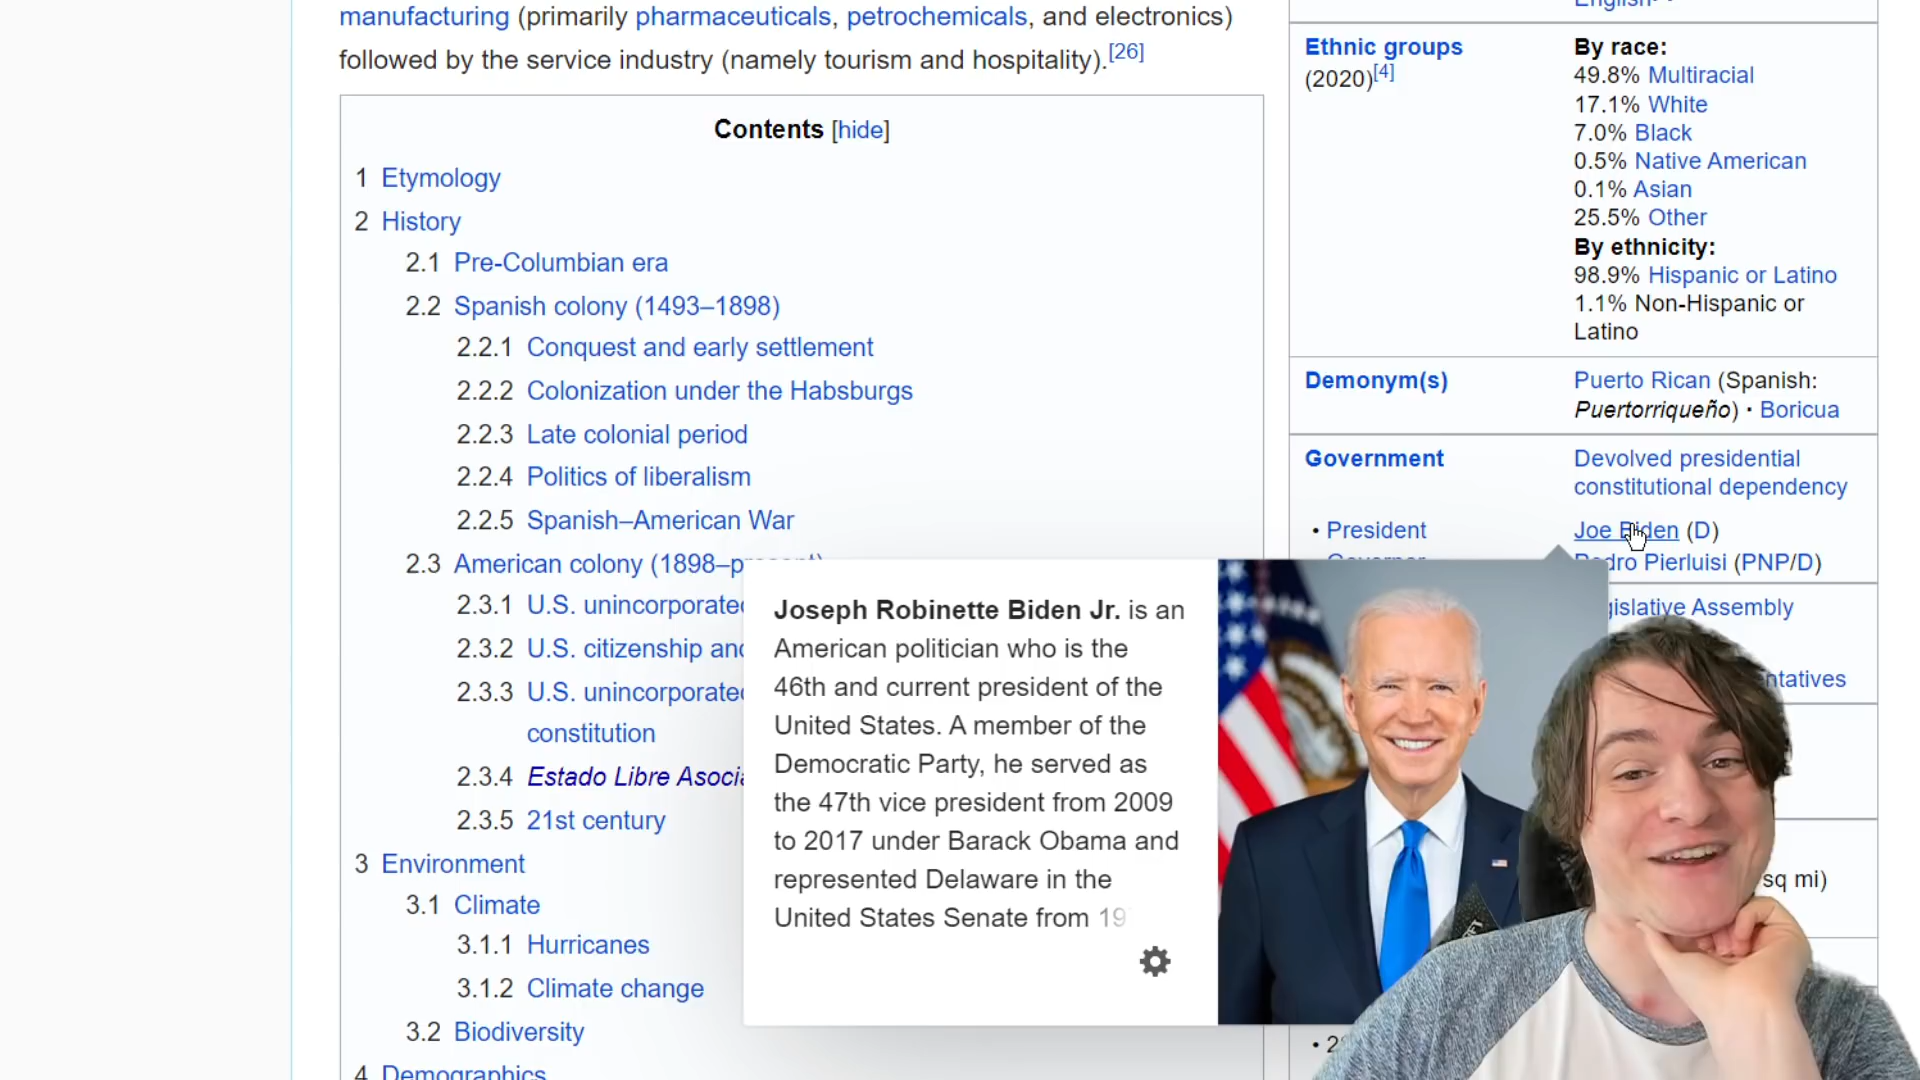 manufacturing (primarily pharmaceuticals, petrochemicals, and electronics)
followed by the service industry (namely tourism and hospitality).[26]
Contents [hide]
1 Etymology
2 History
2.1 Pre-Columbian era
2.2 Spanish colony (1493–1898)
2.2.1 Conquest and early settlement
2.2.2 Colonization under the Habsburgs
2.2.3 Late colonial period
2.2.4 Politics of liberalism
2.2.5 Spanish–American War
2.3 American colony (1898–present)
2.3.1 U.S. unincorporated
2.3.2 U.S. citizenship and
2.3.3 U.S. unincorporated
constitution
2.3.4 Estado Libre Asocia
2.3.5 21st century
3 Environment
3.1 Climate
3.1.1 Hurricanes
3.1.2 Climate change
3.2 Biodiversity
4 Demographics
Joseph Robinette Biden Jr. is an
American politician who is the
46th and current president of the
United States. A member of the
Democratic Party, he served as
the 47th vice president from 2009
to 2017 under Barack Obama and
represented Delaware in the
United States Senate from 19
English
Ethnic groups
(2020)[4]
By race:
49.8% Multiracial
17.1% White
7.0% Black
0.5% Native American
0.1% Asian
25.5% Other
By ethnicity:
98.9% Hispanic or Latino
1.1% Non-Hispanic or
Latino
Demonym(s)
Puerto Rican (Spanish:
Puertorriqueño) • Boricua
Government
Devolved presidential
constitutional dependency
• President
Joe Biden (D)
Governor
dro Pierluisi (PNP/D)
gislative Assembly
ntatives
sq mi)